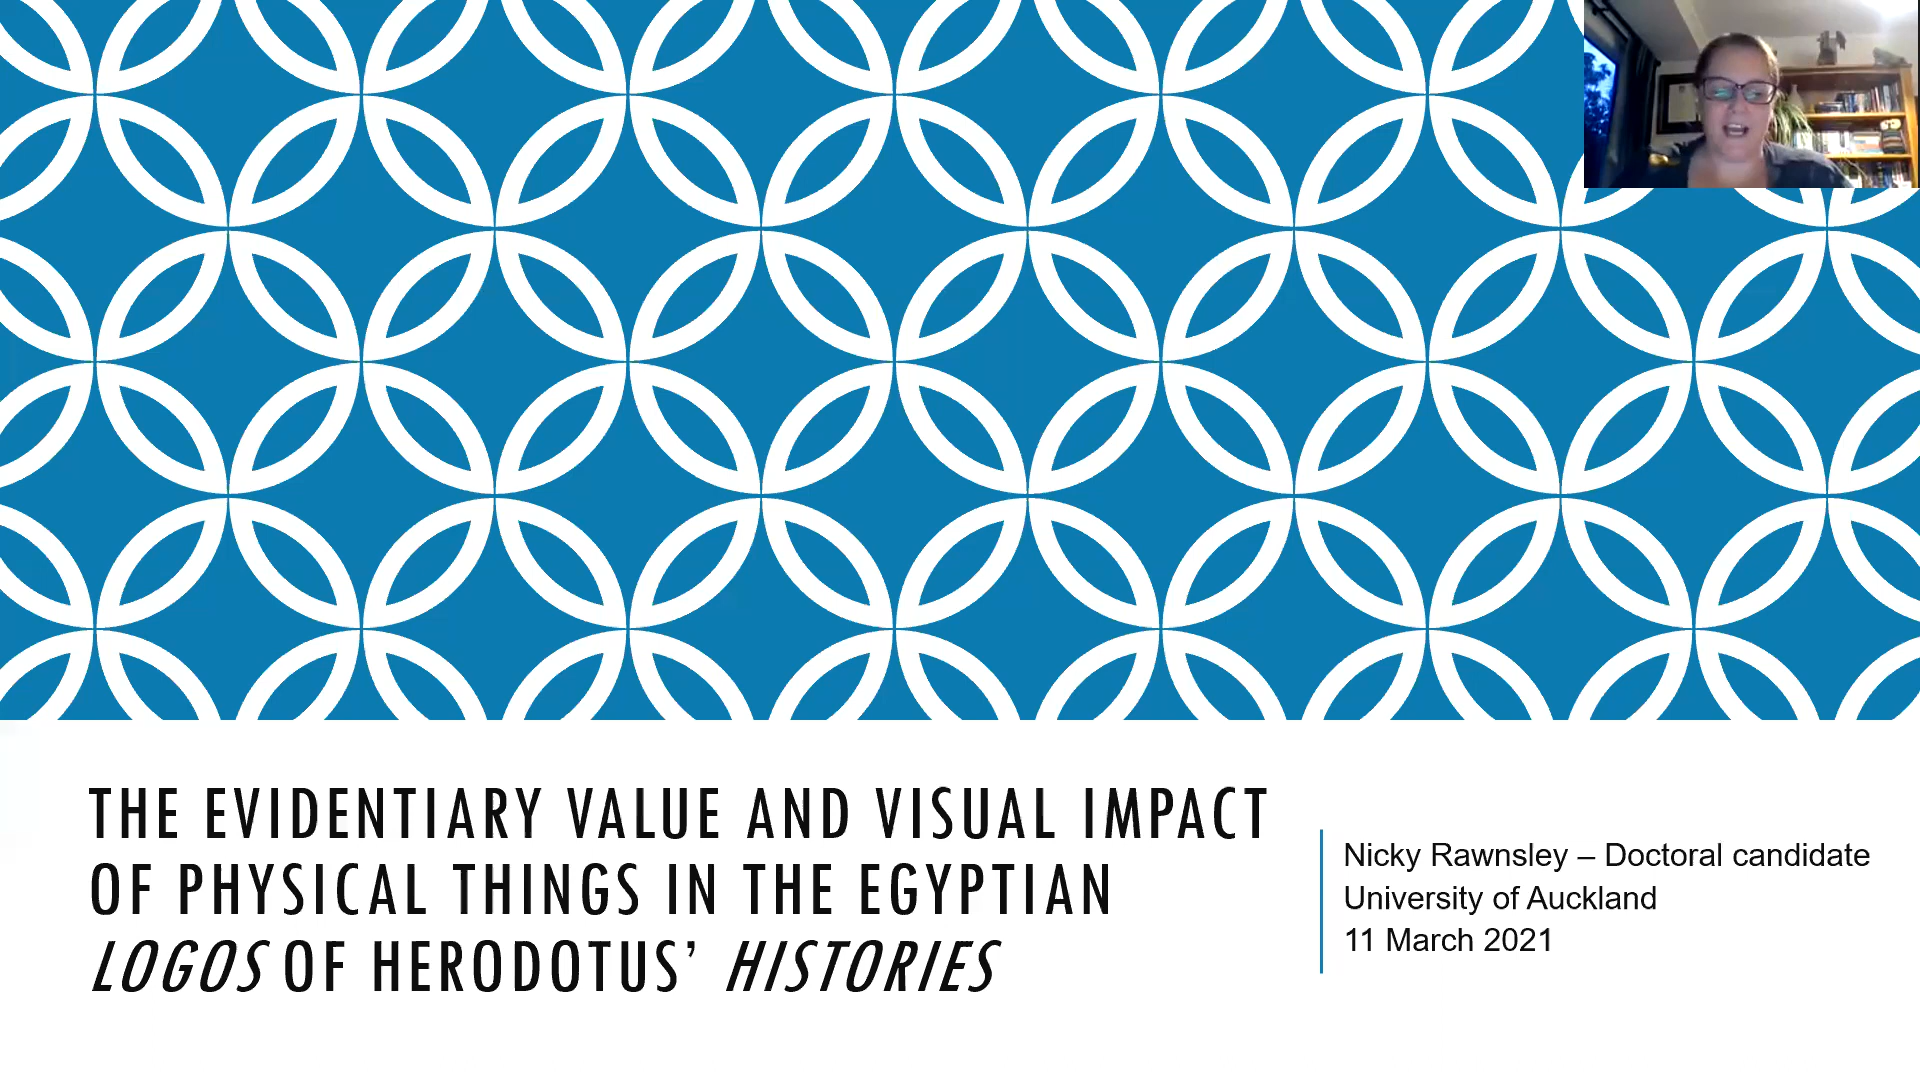 THE EVIDENTIARY VALUE AND VISUAL IMPACT
OF PHYSICAL THINGS IN THE EGYPTIAN
LOGOS OF HERODOTUS’ HISTORIES
Nicky Rawnsley – Doctoral candidate
University of Auckland
11 March 2021